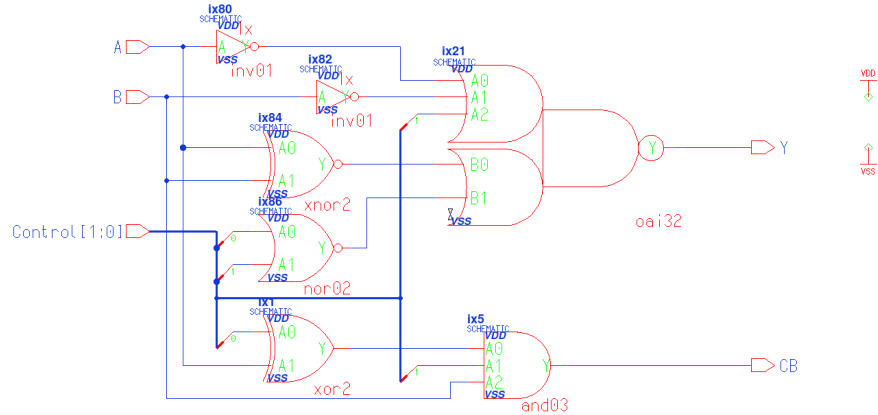 ix80
SCHEMATIC
VDD
1x
A
A
Y
VSS
inv01
ix82
SCHEMATIC
VDD
1x
B
A
Y
VSS
inv01
ix21
SCHEMATIC
VDD
A0
A1
A2
1
B0
B1
VSS
Y
Y
oai32
VDD
VSS
ix84
SCHEMATIC
VDD
A0
Y
A1
VSS
xnor2
ix86
SCHEMATIC
VDD
Control[1:0]
0
A0
Y
1
A1
VSS
nor02
ix1
SCHEMATIC
VDD
0
A0
Y
A1
VSS
xor2
ix5
SCHEMATIC
VDD
A0
1
A1
A2
Y
VSS
and03
CB